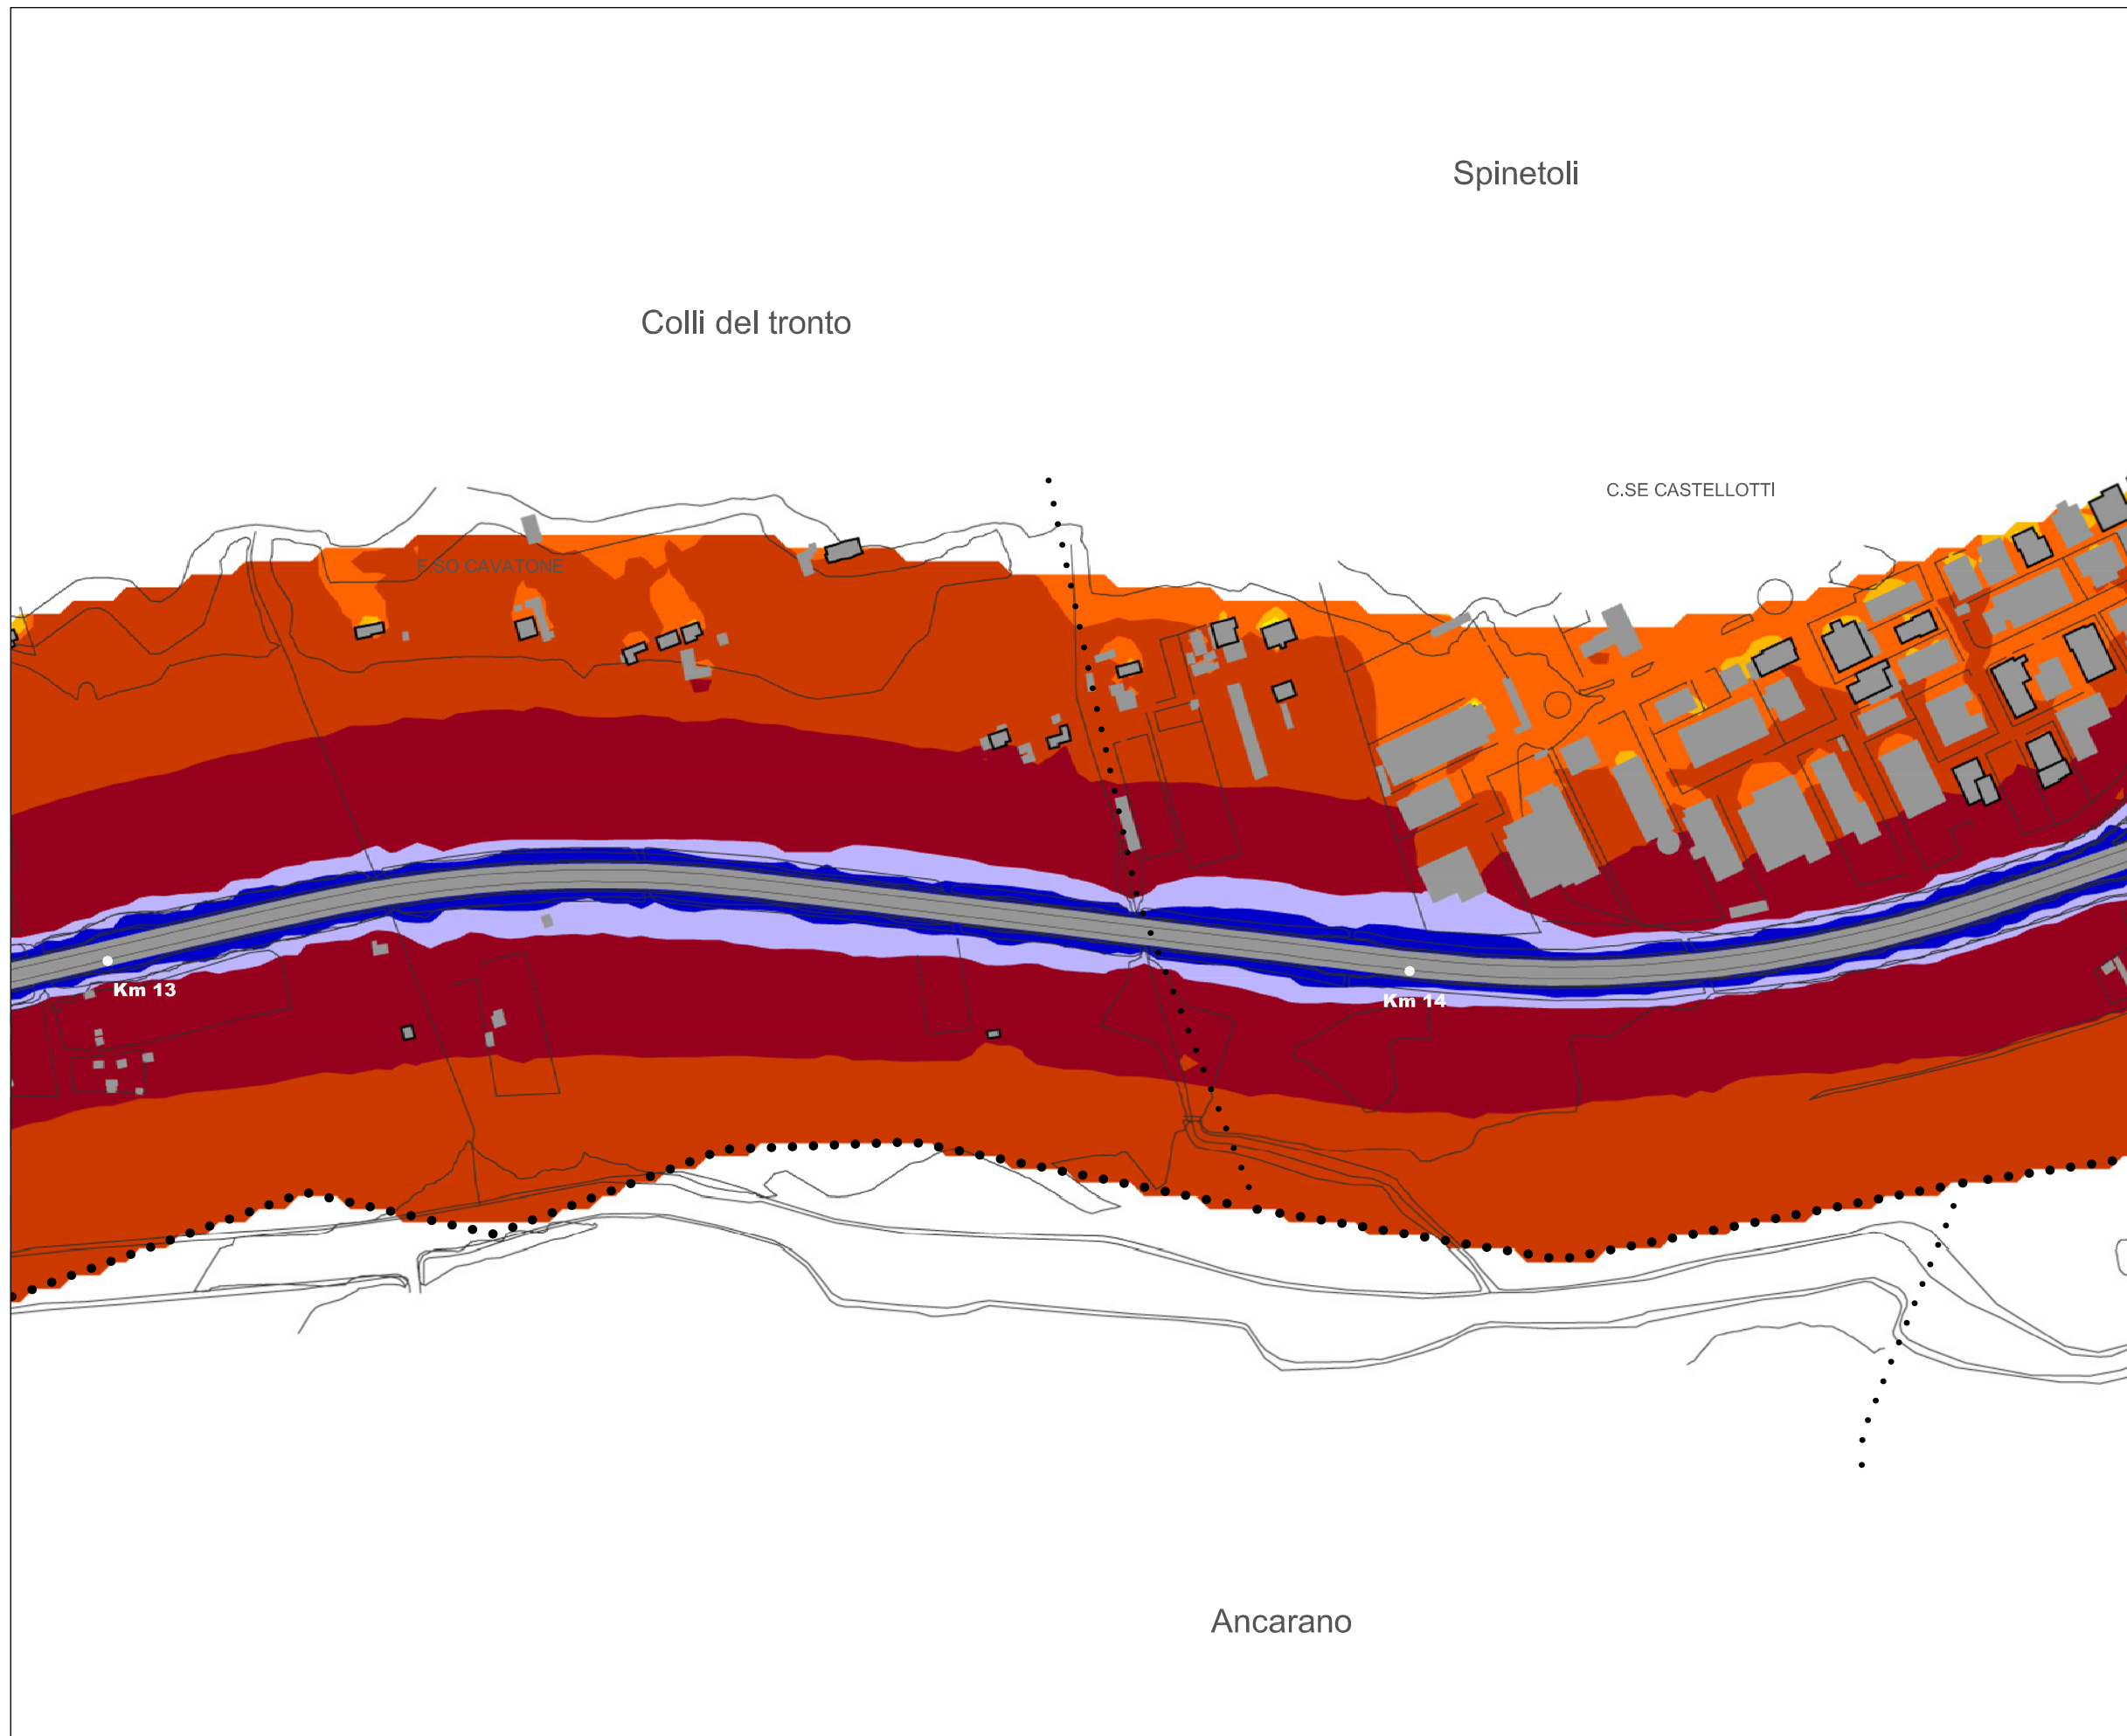 Spinetoli
Colli del tronto
C.SE CASTELLOTTI
F.SO CAVATONE
Km 13
Km 14
Ancarano